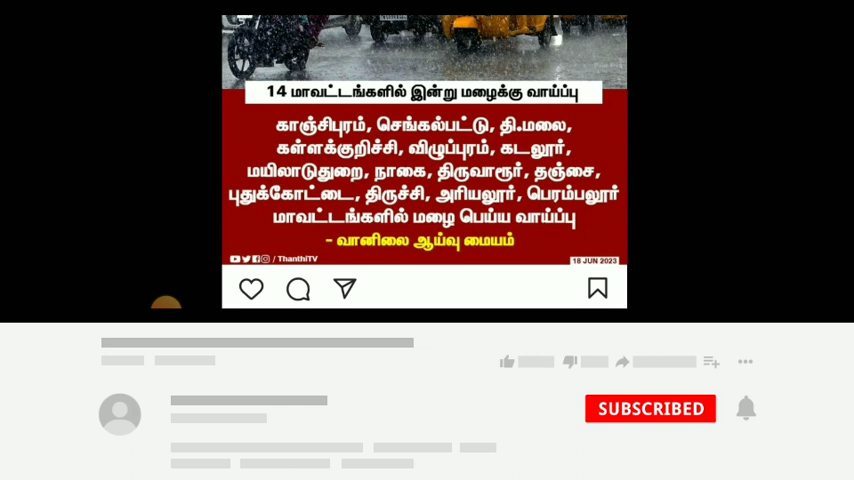 14 மாவட்டங்களில் இன்று மழைக்கு வாய்ப்பு
காஞ்சிபுரம், செங்கல்பட்டு, தி.மலை,
கள்ளக்குறிச்சி, விழுப்புரம், கடலூர்,
மயிலாடுதுறை, நாகை, திருவாரூர், தஞ்சை,
புதுக்கோட்டை, திருச்சி, அரியலூர், பெரம்பலூர்
மாவட்டங்களில் மழை பெய்ய வாய்ப்பு
- வானிலை ஆய்வு மையம்
/ ThanthiTV
18 JUN 2023
SUBSCRIBED